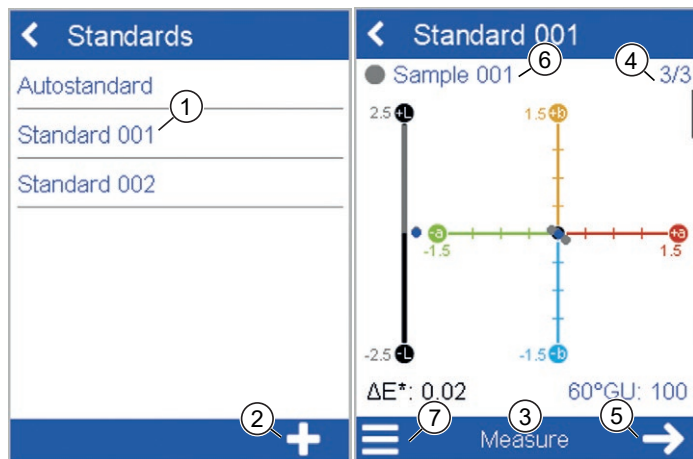 Standards
Autostandard
1
Standard 001
Standard 002
2
Standard 001
6
4
Sample 001
3/3
2.5 +L
1.5 +b
-a
+a
-1.5
1.5
-2.5 -L
-1.5 -b
ΔE*: 0.02
60°GU: 100
7
3
5
Measure